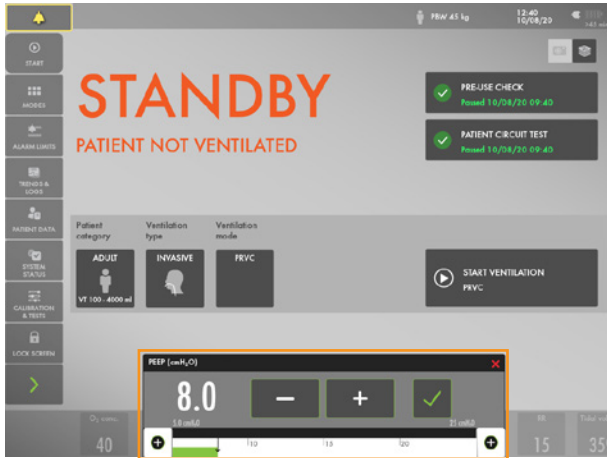 PBW 45 kg
12:40
10/08/20
START
MODES
ALARM LIMITS
TRENDS &
LOGS
PATIENT DATA
SYSTEM
STATUS
CALIBRATION
& TESTS
LOCK SCREEN
STANDBY
PATIENT NOT VENTILATED
PRE-USE CHECK
Passed 10/08/20 09:40
PATIENT CIRCUIT TEST
Passed 10/08/20 09:40
Patient
category
Ventilation
type
Ventilation
mode
ADULT
VT 100 - 4000 ml
INVASIVE
PRVC
START VENTILATION
PRVC
PEEP (cmH₂O)
8.0
5.0 cmH₂O
21 cmH₂O
10
15
20
O₂ conc.
40
RR
15
Tidal
35